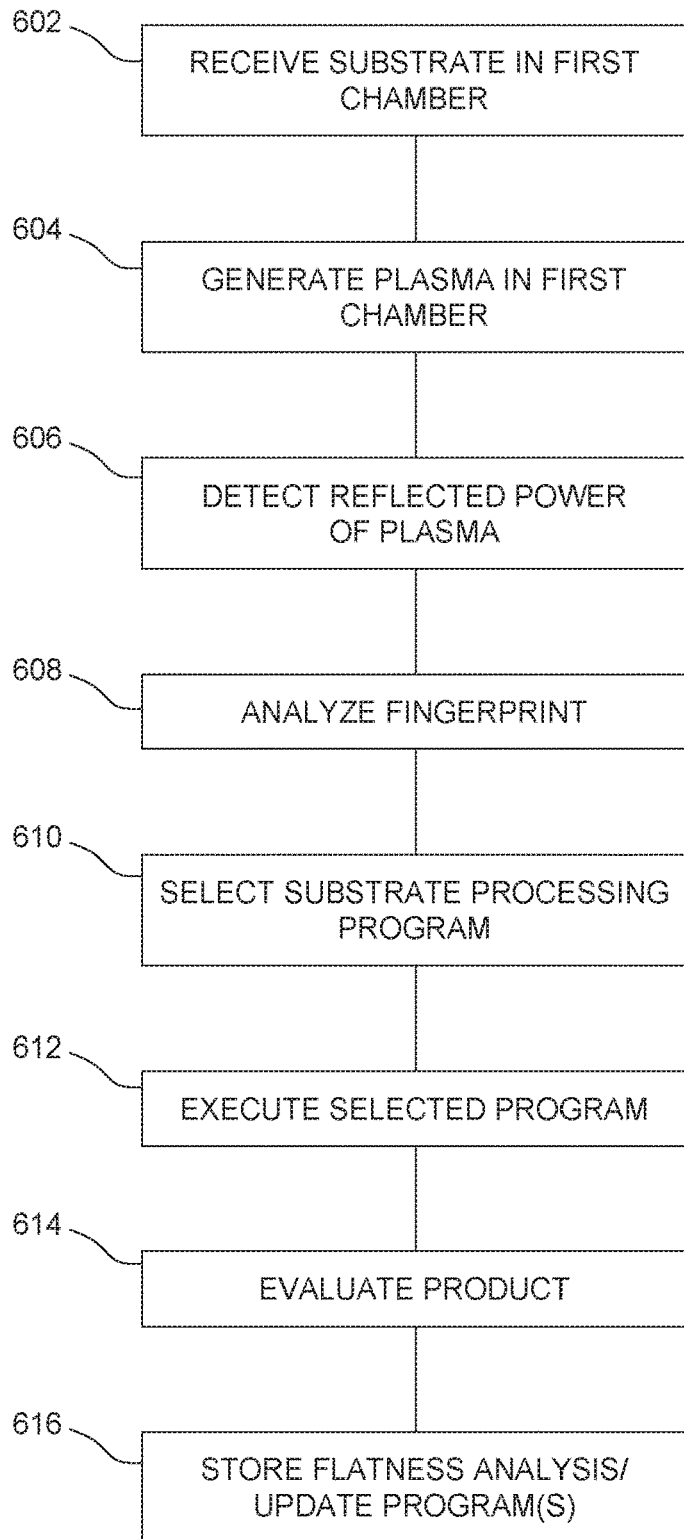 602
RECEIVE SUBSTRATE IN FIRST
CHAMBER
604
GENERATE PLASMA IN FIRST
CHAMBER
606
DETECT REFLECTED POWER
OF PLASMA
608
ANALYZE FINGERPRINT
610
SELECT SUBSTRATE PROCESSING
PROGRAM
612
EXECUTE SELECTED PROGRAM
614
EVALUATE PRODUCT
616
STORE FLATNESS ANALYSIS/
UPDATE PROGRAM(S)